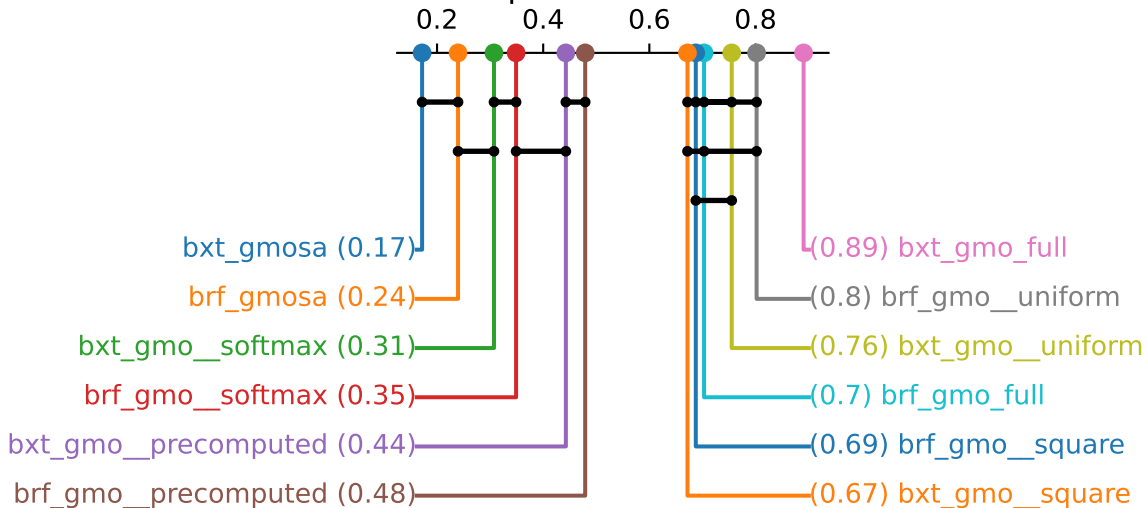 0.2 0.4 0.6 0.8
bxt_gmosa (0.17) (0.89) bxt_gmo_full
brf_gmosa (0.24) (0.8) brf_gmo__uniform
bxt_gmo__softmax (0.31) (0.76) bxt_gmo__uniform
brf_gmo__softmax (0.35) (0.7) brf_gmo_full
bxt_gmo__precomputed (0.44) (0.69) brf_gmo__square
brf_gmo__precomputed (0.48) (0.67) bxt_gmo__square